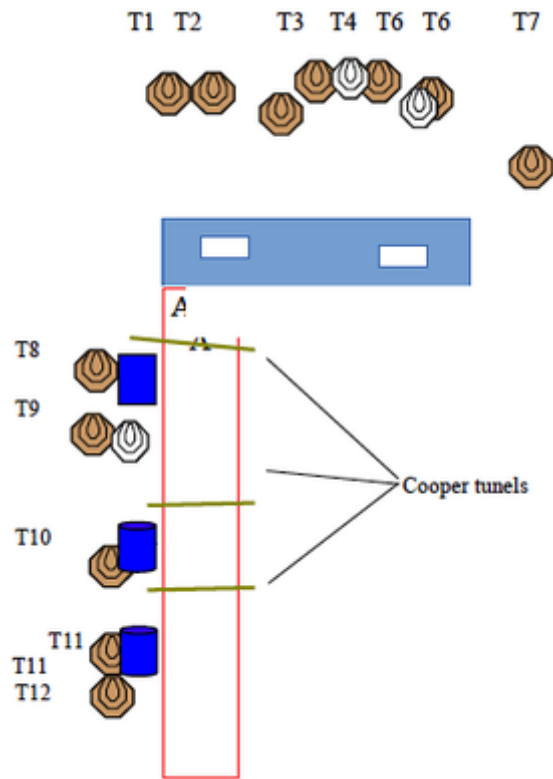 T1 T2 T3 T4 T6 T6 T7
A
A
T8
T9
Cooper tunels
T10
T11
T11
T12